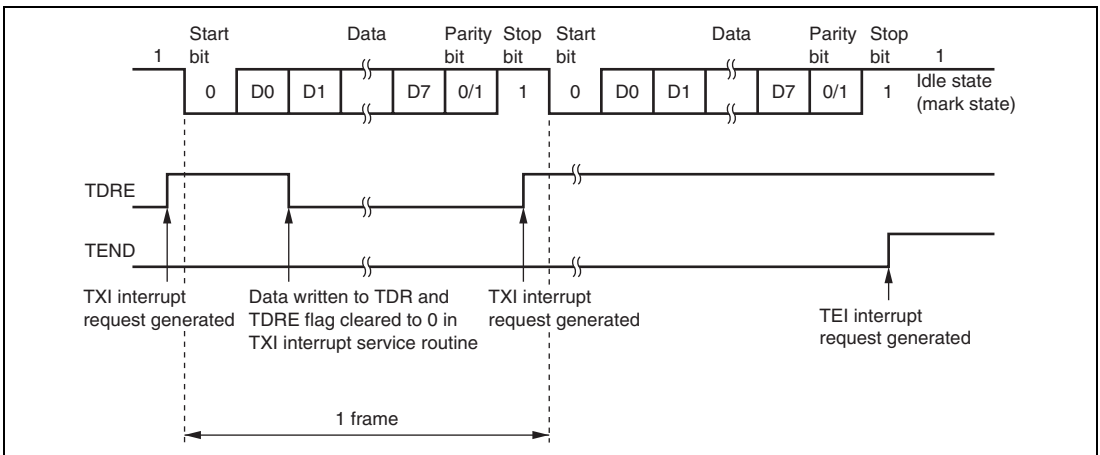 Start Data Parity Stop Start Data Parity Stop
1 bit bit bit bit bit bit 1
0 D0 D1 D7 0/1 1 0 D0 D1 D7 0/1 1 Idle state
(mark state)
TDRE
TEND
TXI interrupt
request generated
Data written to TDR and
TDRE flag cleared to 0 in
TXI interrupt service routine
TXI interrupt
request generated
TEI interrupt
request generated
1 frame